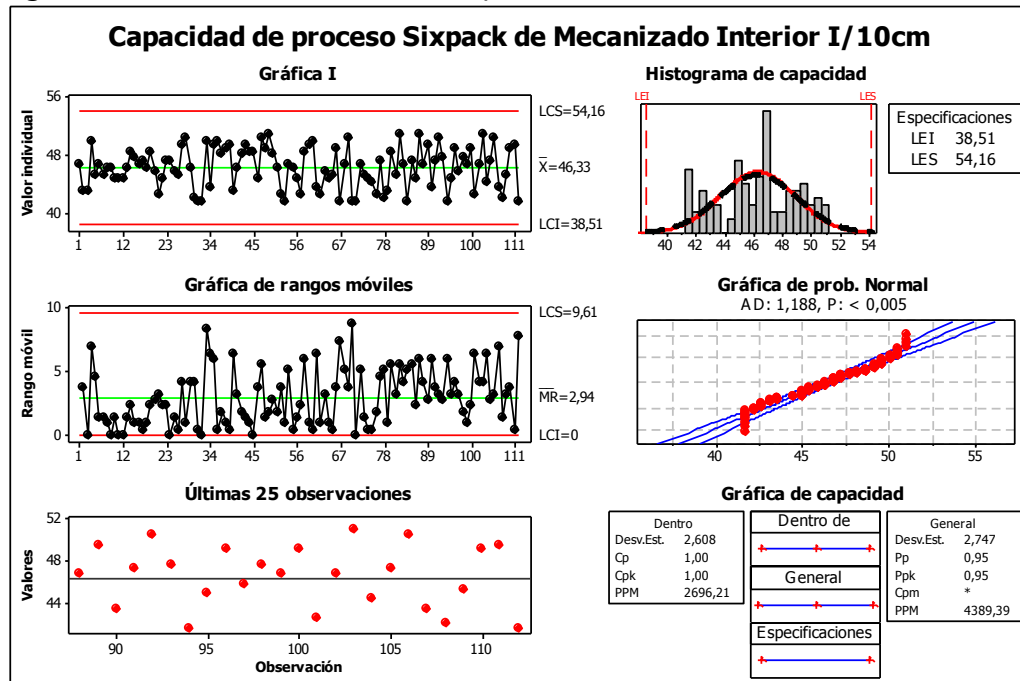 Capacidad de proceso Sixpack de Mecanizado Interior I/10cm
Gráfica I
Valor individual
56
48
40
1 12 23 34 45 56 67 78 89 100 111
LCS=54,16
X=46,33
LCI=38,51
Histograma de capacidad
LEI LES
40 42 44 46 48 50 52 54
Especificaciones
LEI 38,51
LES 54,16
Gráfica de rangos móviles
Rango móvil
10
5
0
1 12 23 34 45 56 67 78 89 100 111
LCS=9,61
MR=2,94
LCI=0
Gráfica de prob. Normal
AD: 1,188, P: < 0,005
40 45 50 55
Últimas 25 observaciones
Valores
52
48
44
90 95 100 105 110
Observación
Gráfica de capacidad
Dentro
Desv.Est. 2,608
Cp 1,00
Cpk 1,00
PPM 2696,21
Dentro de
General
Especificaciones
General
Desv.Est. 2,747
Pp 0,95
Ppk 0,95
Cpm *
PPM 4389,39